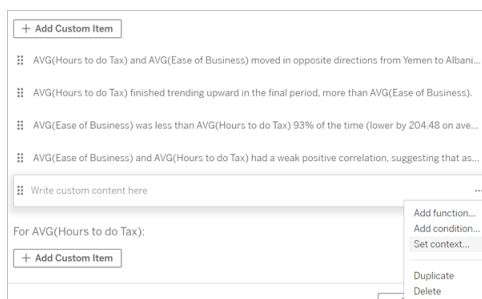 + Add Custom Item
AVG(Hours to do Tax) and AVG(Ease of Business) moved in opposite directions from Yemen to Albani...
AVG(Hours to do Tax) finished trending upward in the final period, more than AVG(Ease of Business).
AVG(Ease of Business) was less than AVG(Hours to do Tax) 93% of the time (lower by 204.48 on ave...
AVG(Ease of Business) and AVG(Hours to do Tax) had a weak positive correlation, suggesting that as...
Write custom content here
...
Add function...
Add condition...
Set context...
For AVG(Hours to do Tax):
+ Add Custom Item
Duplicate
Delete